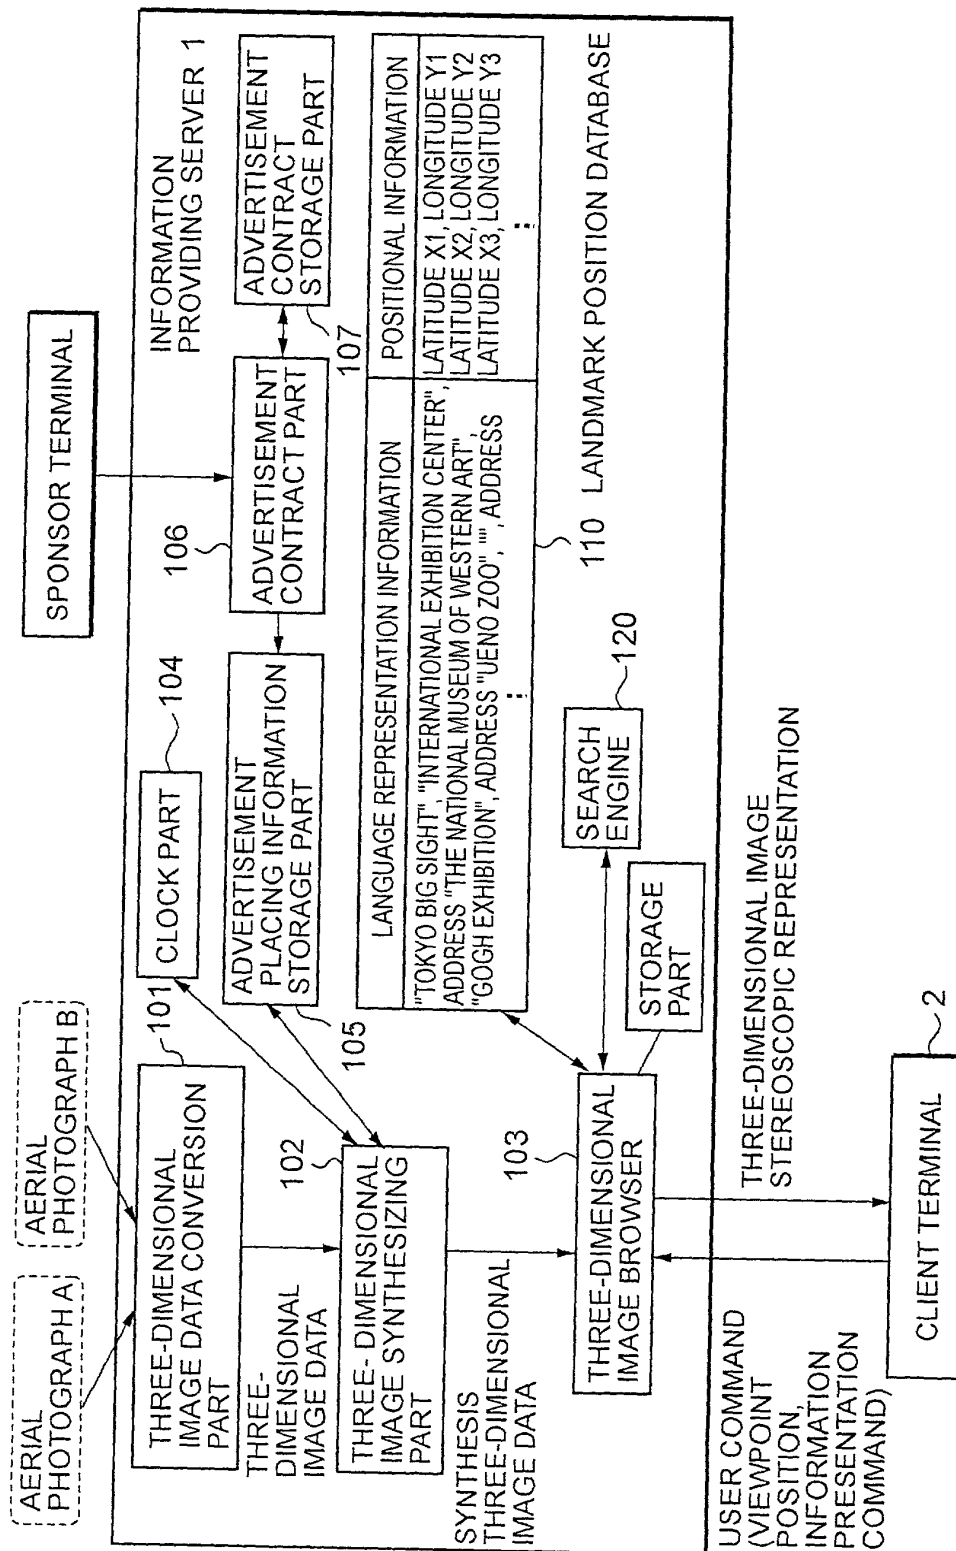 AERIAL
PHOTOGRAPH A
AERIAL
PHOTOGRAPH B
SPONSOR TERMINAL
INFORMATION
PROVIDING SERVER 1
THREE-DIMENSIONAL
IMAGE DATA CONVERSION
PART
101
CLOCK PART
104
THREE-
DIMENSIONAL
IMAGE DATA
ADVERTISEMENT
PLACING INFORMATION
STORAGE PART
105
ADVERTISEMENT
CONTRACT PART
106
ADVERTISEMENT
CONTRACT
STORAGE PART
107
THREE- DIMENSIONAL
IMAGE SYNTHESIZING
PART
102
LANGUAGE REPRESENTATION INFORMATION
POSITIONAL INFORMATION
"TOKYO BIG SIGHT", "INTERNATIONAL EXHIBITION CENTER",
LATITUDE X1, LONGITUDE Y1
ADDRESS "THE NATIONAL MUSEUM OF WESTERN ART",
LATITUDE X2, LONGITUDE Y2
"GOGH EXHIBITION", ADDRESS "UENO ZOO", "", ADDRESS
LATITUDE X3, LONGITUDE Y3
110 LANDMARK POSITION DATABASE
SYNTHESIS
THREE-DIMENSIONAL
IMAGE DATA
THREE-DIMENSIONAL
IMAGE BROWSER
103
SEARCH
ENGINE
120
STORAGE
PART
USER COMMAND
(VIEWPOINT
POSITION,
INFORMATION
PRESENTATION
COMMAND)
THREE-DIMENSIONAL IMAGE
STEREOSCOPIC REPRESENTATION
CLIENT TERMINAL
2